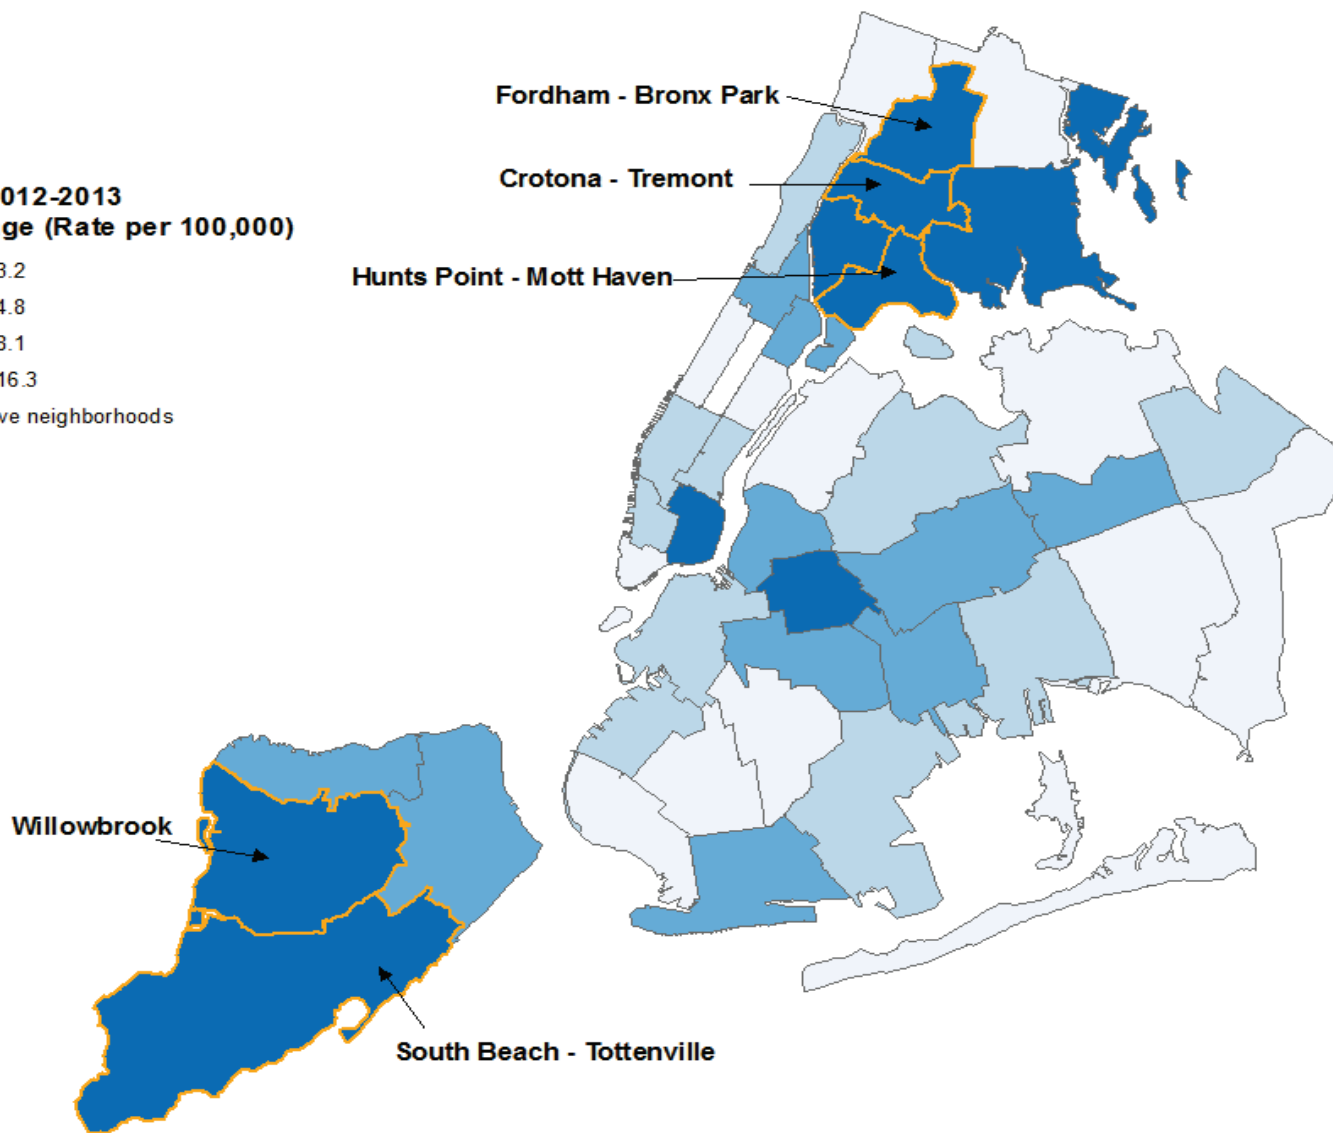 Fordham - Bronx Park
Crotona - Tremont
012-2013
ge (Rate per 100,000)
3.2
Hunts Point - Mott Haven
4.8
3.1
16.3
ve neighborhoods
Willowbrook
South Beach - Tottenville